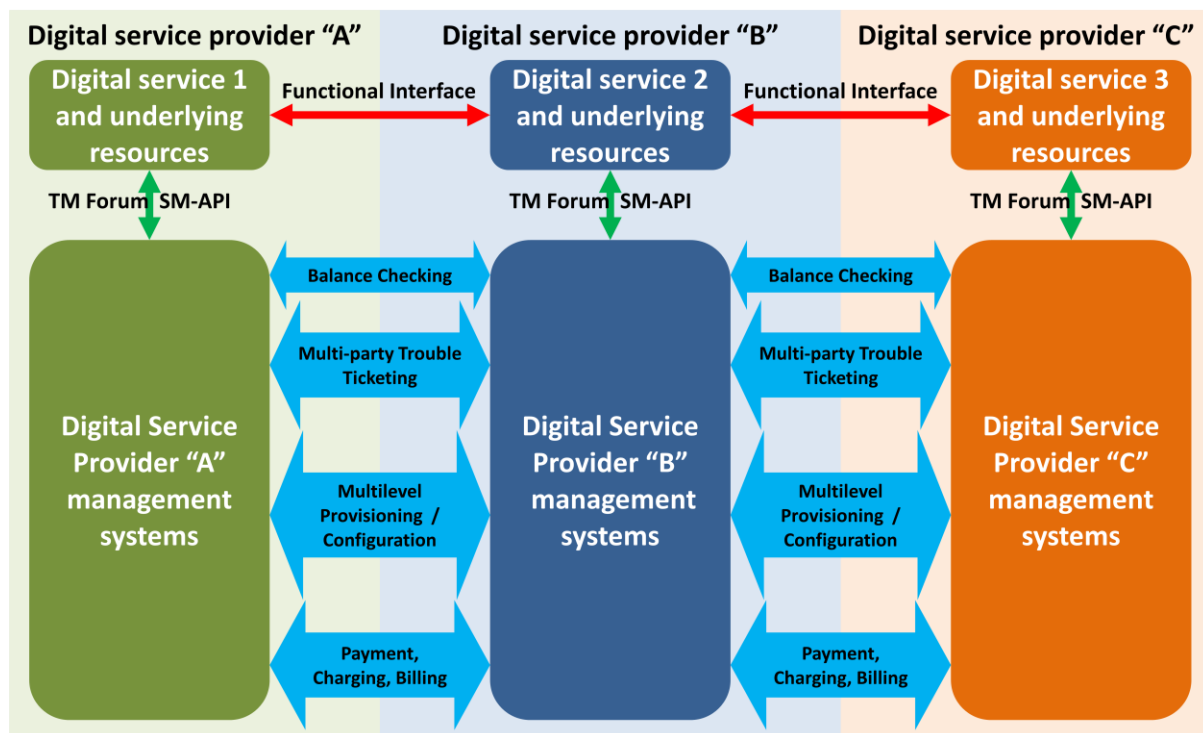 Digital service provider “A”
Digital service provider “B”
Digital service provider “C”
Digital service 1
and underlying
resources
Functional Interface
Digital service 2
and underlying
resources
Functional Interface
Digital service 3
and underlying
resources
TM Forum SM-API
TM Forum SM-API
TM Forum SM-API
Digital Service
Provider “A”
management
systems
Balance Checking
Multi-party Trouble
Ticketing
Multilevel
Provisioning /
Configuration
Payment,
Charging, Billing
Digital Service
Provider “B”
management
systems
Balance Checking
Multi-party Trouble
Ticketing
Multilevel
Provisioning /
Configuration
Payment,
Charging, Billing
Digital Service
Provider “C”
management
systems